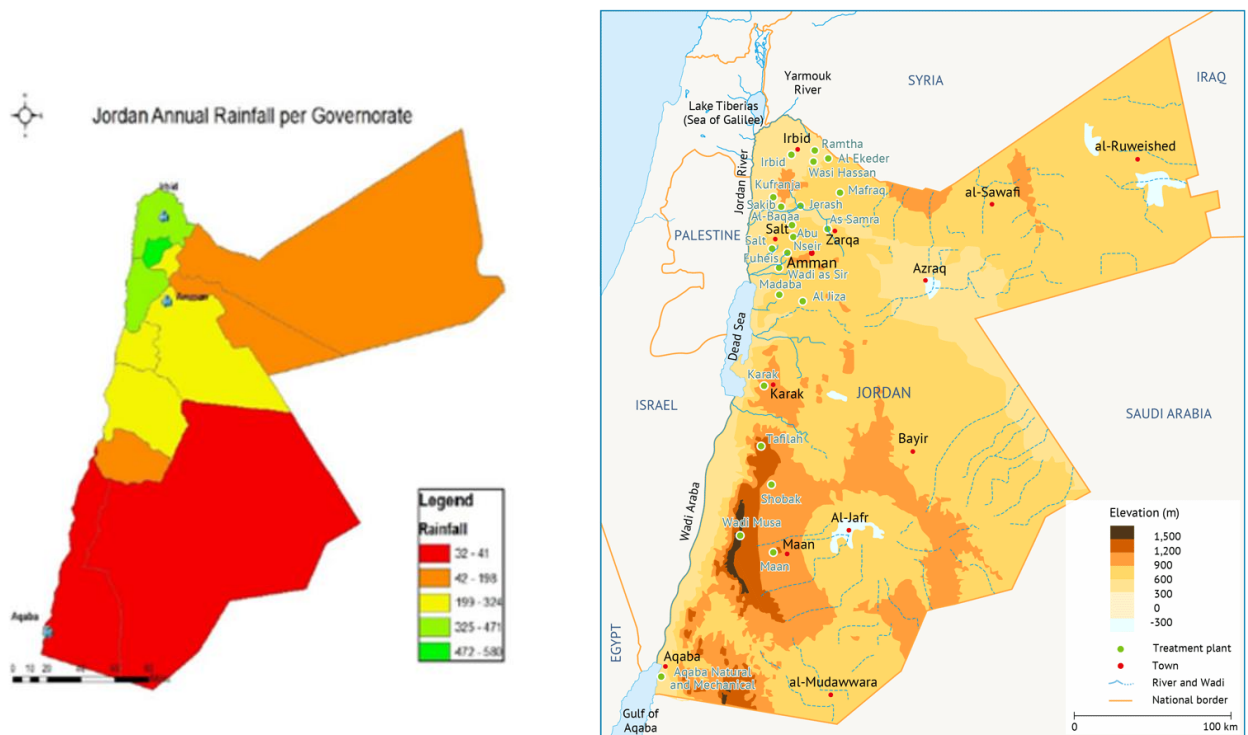 Jordan Annual Rainfall per Governorate
Irbid
Amman
Aqaba
0 10 20
Legend
Rainfall
32 - 41
42 - 198
199 - 324
325 - 471
472 - 580
SYRIA
IRAQ
Yarmouk
River
Lake Tiberias
(Sea of Galilee)
Jordan River
Irbid
Irbid
Ramtha
Al Ekeder
Wasi Hassan
al-Ruweished
Kufranja
Mafraq
al-Sawafi
Sakib
Jerash
Al-Baqaa
As-Samra
PALESTINE
Salt
Abu
Nseir
Zarqa
Salt
Fuheis
Amman
Wadi as Sir
Azraq
Madaba
Al Jiza
Dead Sea
Karak
Karak
JORDAN
ISRAEL
SAUDI ARABIA
Tafilah
Bayir
Shobak
Wadi Araba
Wadi Musa
Al-Jafr
Maan
Maan
EGYPT
Aqaba
Aqaba Natural
and Mechanical
al-Mudawwara
Gulf of
Aqaba
Elevation (m)
1,500
1,200
900
600
300
0
-300
Treatment plant
Town
River and Wadi
National border
0 100 km